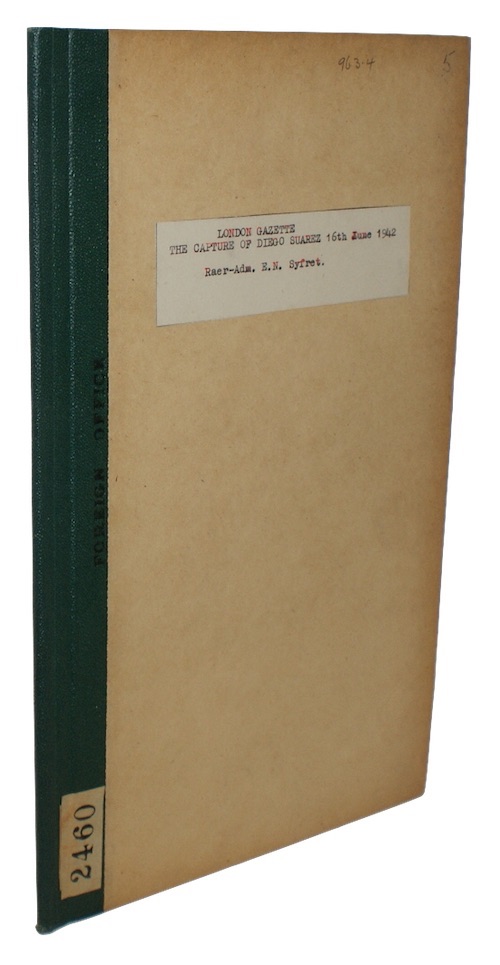 963.4
5
LONDON GAZETTE
THE CAPTURE OF DIEGO SUAREZ 16th June 1942
Raer-Adm. E.N. Syfret.
FOREIGN OFFICE
2460